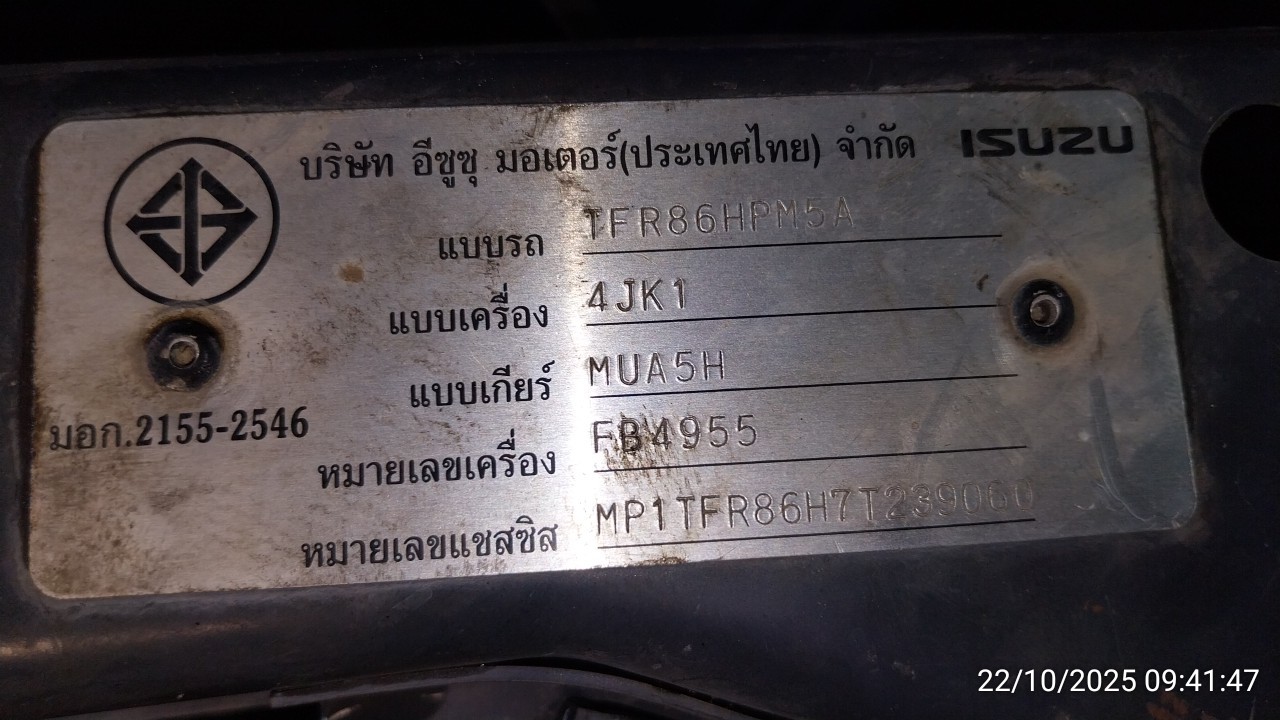 บริษัท อีซูซุ มอเตอร์(ประเทศไทย) จำกัด ISUZU
แบบรถ TFR86HPM5A
แบบเครื่อง 4JK1
แบบเกียร์ MUA5H
มอก.2155-2546
หมายเลขเครื่อง FB4955
หมายเลขแชสซิส MP1TFR86H7T239060
22/10/2025 09:41:47